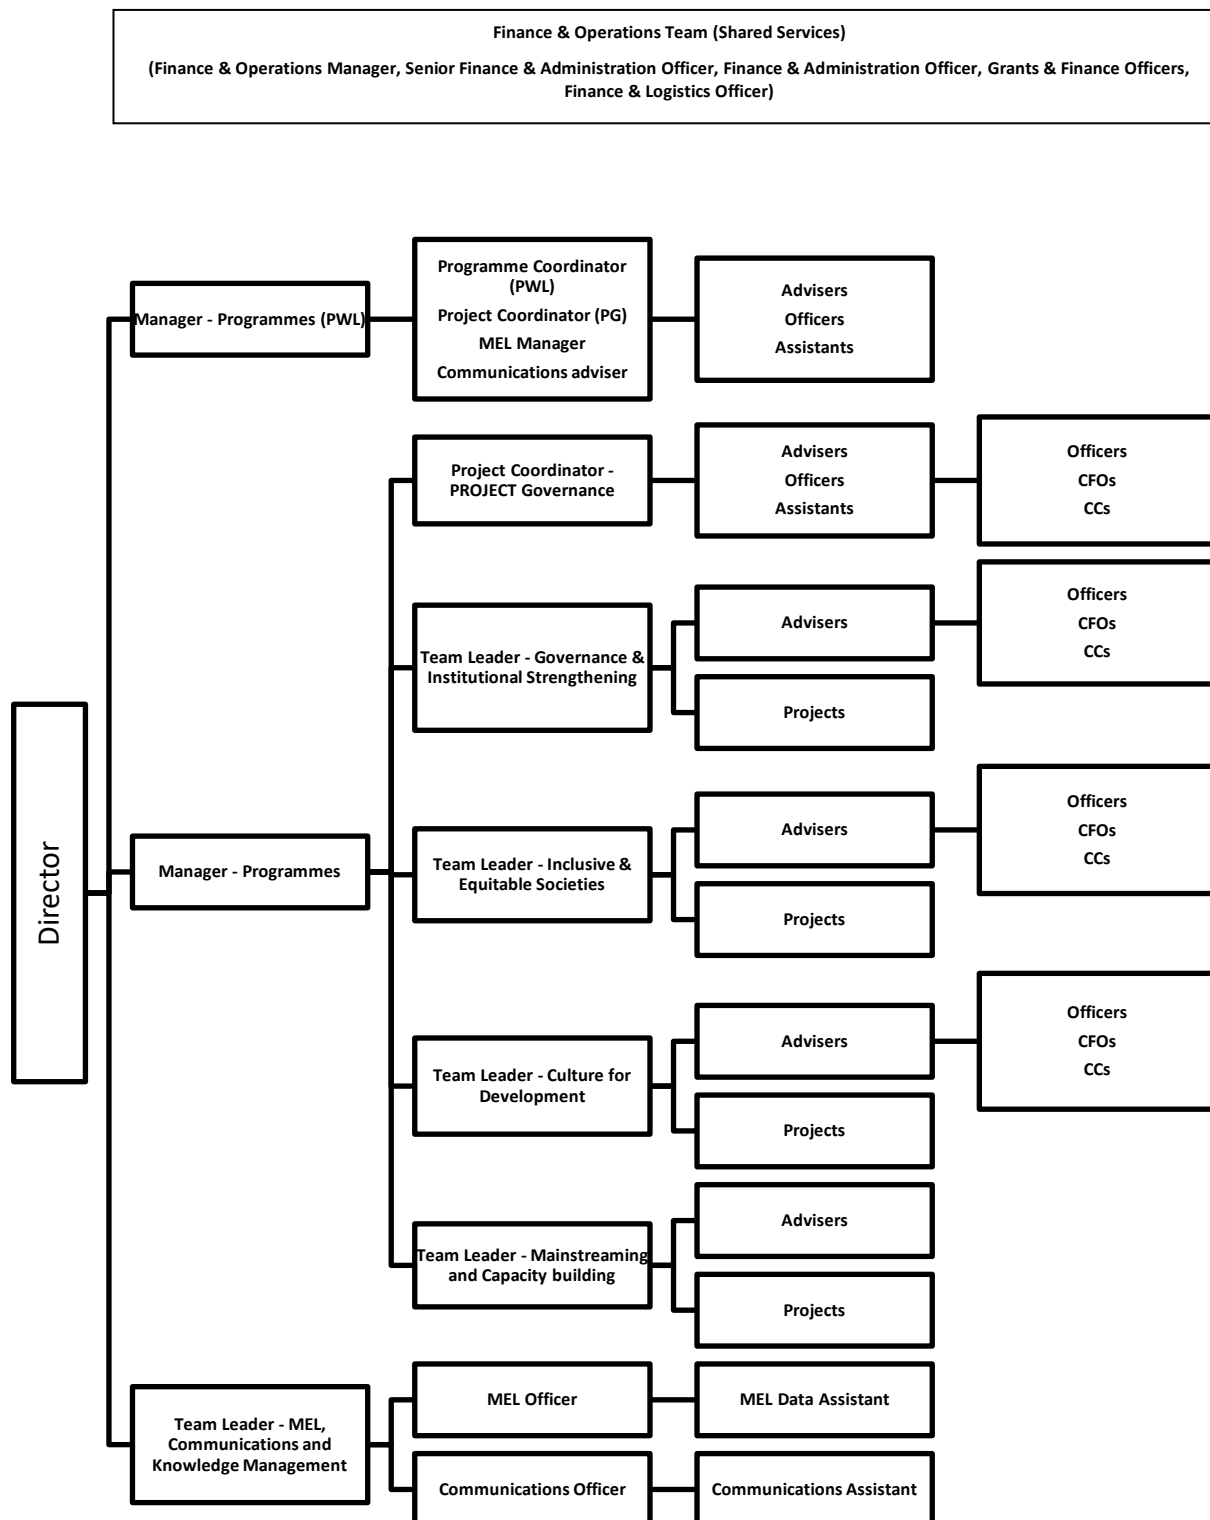 Finance & Operations Team (Shared Services)
(Finance & Operations Manager, Senior Finance & Administration Officer, Finance & Administration Officer, Grants & Finance Officers,
Finance & Logistics Officer)
Director
Manager - Programmes (PWL)
Programme Coordinator
(PWL)
Project Coordinator (PG)
MEL Manager
Communications adviser
Advisers
Officers
Assistants
Manager - Programmes
Project Coordinator -
PROJECT Governance
Advisers
Officers
Assistants
Officers
CFOs
CCs
Team Leader - Governance &
Institutional Strengthening
Advisers
Officers
CFOs
CCs
Projects
Team Leader - Inclusive &
Equitable Societies
Advisers
Officers
CFOs
CCs
Projects
Team Leader - Culture for
Development
Advisers
Officers
CFOs
CCs
Projects
Team Leader - Mainstreaming
and Capacity building
Advisers
Projects
Team Leader - MEL,
Communications and
Knowledge Management
MEL Officer
MEL Data Assistant
Communications Officer
Communications Assistant